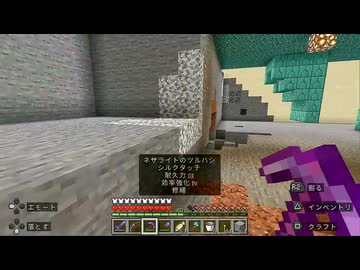 ネザライトのツルハシ
シルクタッチ
耐久力 III
効率強化 IV
修繕
R2 掘る
エモート
インベントリ
落とす
クラフト